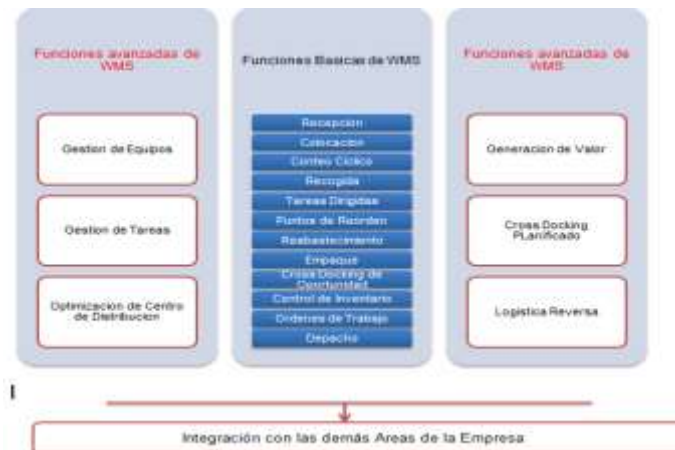 Funciones avanzadas de
WMS
Gestion de Equipos
Gestion de Tareas
Optimizacion de Centro
de Distribucion
Funciones Basicas de WMS
Recepcion
Colocacion
Conteo Ciclico
Recogida
Tareas Dirigidas
Puntos de Reorden
Reabastecimiento
Empaque
Cross Docking de
Oportunidad
Control de Inventario
Ordenes de Trabajo
Depacho
Funciones avanzadas de
WMS
Generacion de Valor
Cross Docking
PLanificado
Logistica Reversa
I
Integración con las demás Areas de la Empresa